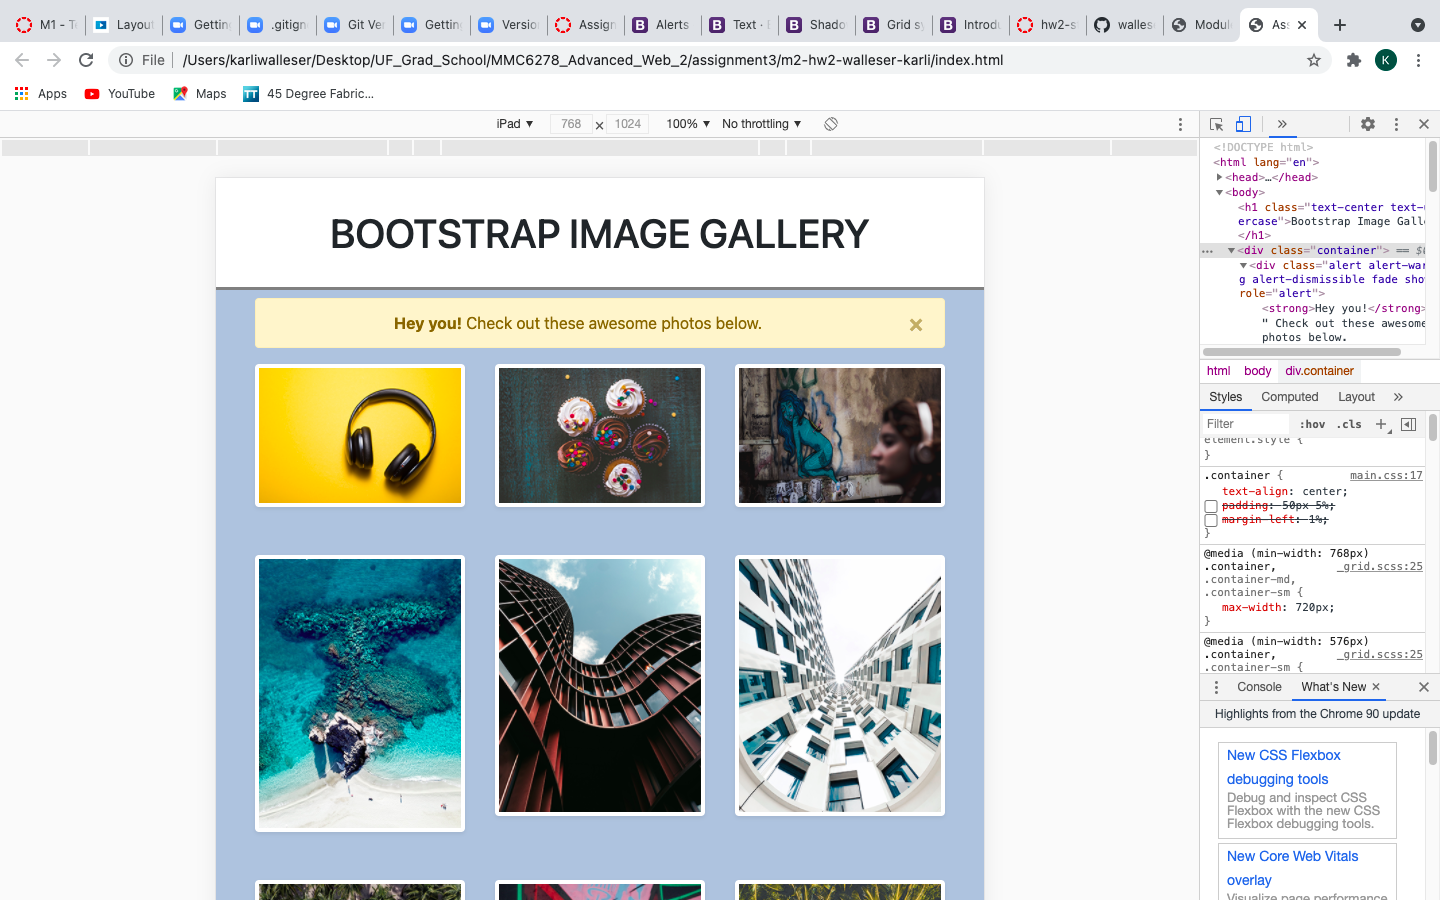 M1 - Te
Layout
Getting
.gitigno
Git Ver
Getting
Version
Assign
Alerts
Text · B
Shado
Grid sy
Introdu
hw2-s
walles
Module
Ass
File
/Users/karliwalleser/Desktop/UF_Grad_School/MMC6278_Advanced_Web_2/assignment3/m2-hw2-walleser-karli/index.html
K
Apps
YouTube
Maps
TT
45 Degree Fabric...
iPad
768
1024
100%
No throttling
BOOTSTRAP IMAGE GALLERY
Hey you! Check out these awesome photos below.
<!DOCTYPE html>
<html lang="en">
<head>…</head>
<body>
<h1 class="text-center text-
ercase">Bootstrap Image Gall
</h1>
<div class="container"> ==
<div class="alert alert-war
g alert-dismissible fade sho
role="alert">
<strong>Hey you!</strong>
" Check out these awesome
photos below.
html body div.container
Styles Computed Layout
Filter :hov .cls
element.style {
}
.container { main.css:17
text-align: center;
padding: 50px 5%;
margin-left: 1%;
}
@media (min-width: 768px)
.container, _grid.scss:25
.container-md,
.container-sm {
max-width: 720px;
}
@media (min-width: 576px)
.container, _grid.scss:25
.container-sm {
Console What's New
Highlights from the Chrome 90 update
New CSS Flexbox
debugging tools
Debug and inspect CSS
Flexbox with the new CSS
Flexbox debugging tools.
New Core Web Vitals
overlay
Visualize page performance